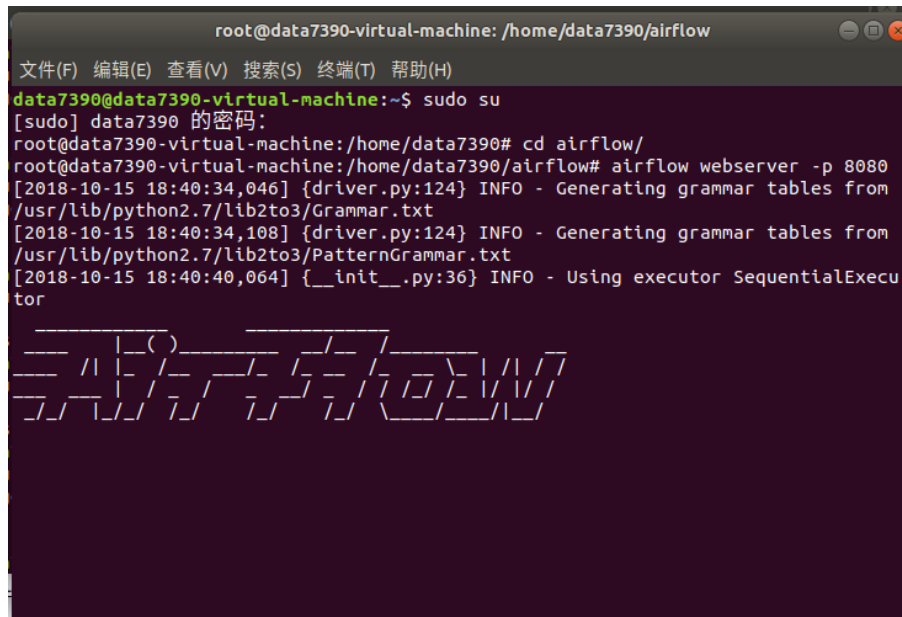 root@data7390-virtual-machine: /home/data7390/airflow
文件(F) 编辑(E) 查看(V) 搜索(S) 终端(T) 帮助(H)
data7390@data7390-virtual-machine:~$ sudo su
[sudo] data7390 的密码：
root@data7390-virtual-machine:/home/data7390# cd airflow/
root@data7390-virtual-machine:/home/data7390/airflow# airflow webserver -p 8080
[2018-10-15 18:40:34,046] {driver.py:124} INFO - Generating grammar tables from
/usr/lib/python2.7/lib2to3/Grammar.txt
[2018-10-15 18:40:34,108] {driver.py:124} INFO - Generating grammar tables from
/usr/lib/python2.7/lib2to3/PatternGrammar.txt
[2018-10-15 18:40:40,064] {__init__.py:36} INFO - Using executor SequentialExecu
tor
Airflow